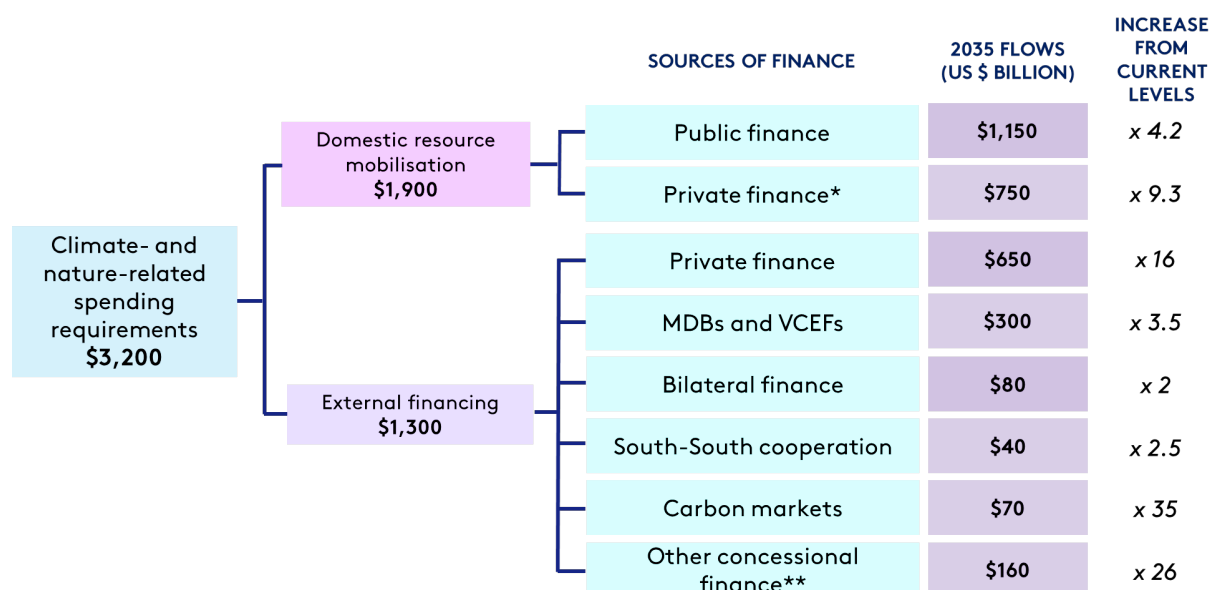 SOURCES OF FINANCE
2035 FLOWS
(US $ BILLION)
INCREASE
FROM
CURRENT
LEVELS
Climate- and
nature-related
spending
requirements
$3,200
Domestic resource
mobilisation
$1,900
Public finance
$1,150
x 4.2
Private finance*
$750
x 9.3
External financing
$1,300
Private finance
$650
x 16
MDBs and VCEFs
$300
x 3.5
Bilateral finance
$80
x 2
South-South cooperation
$40
x 2.5
Carbon markets
$70
x 35
Other concessional
finance**
$160
x 26